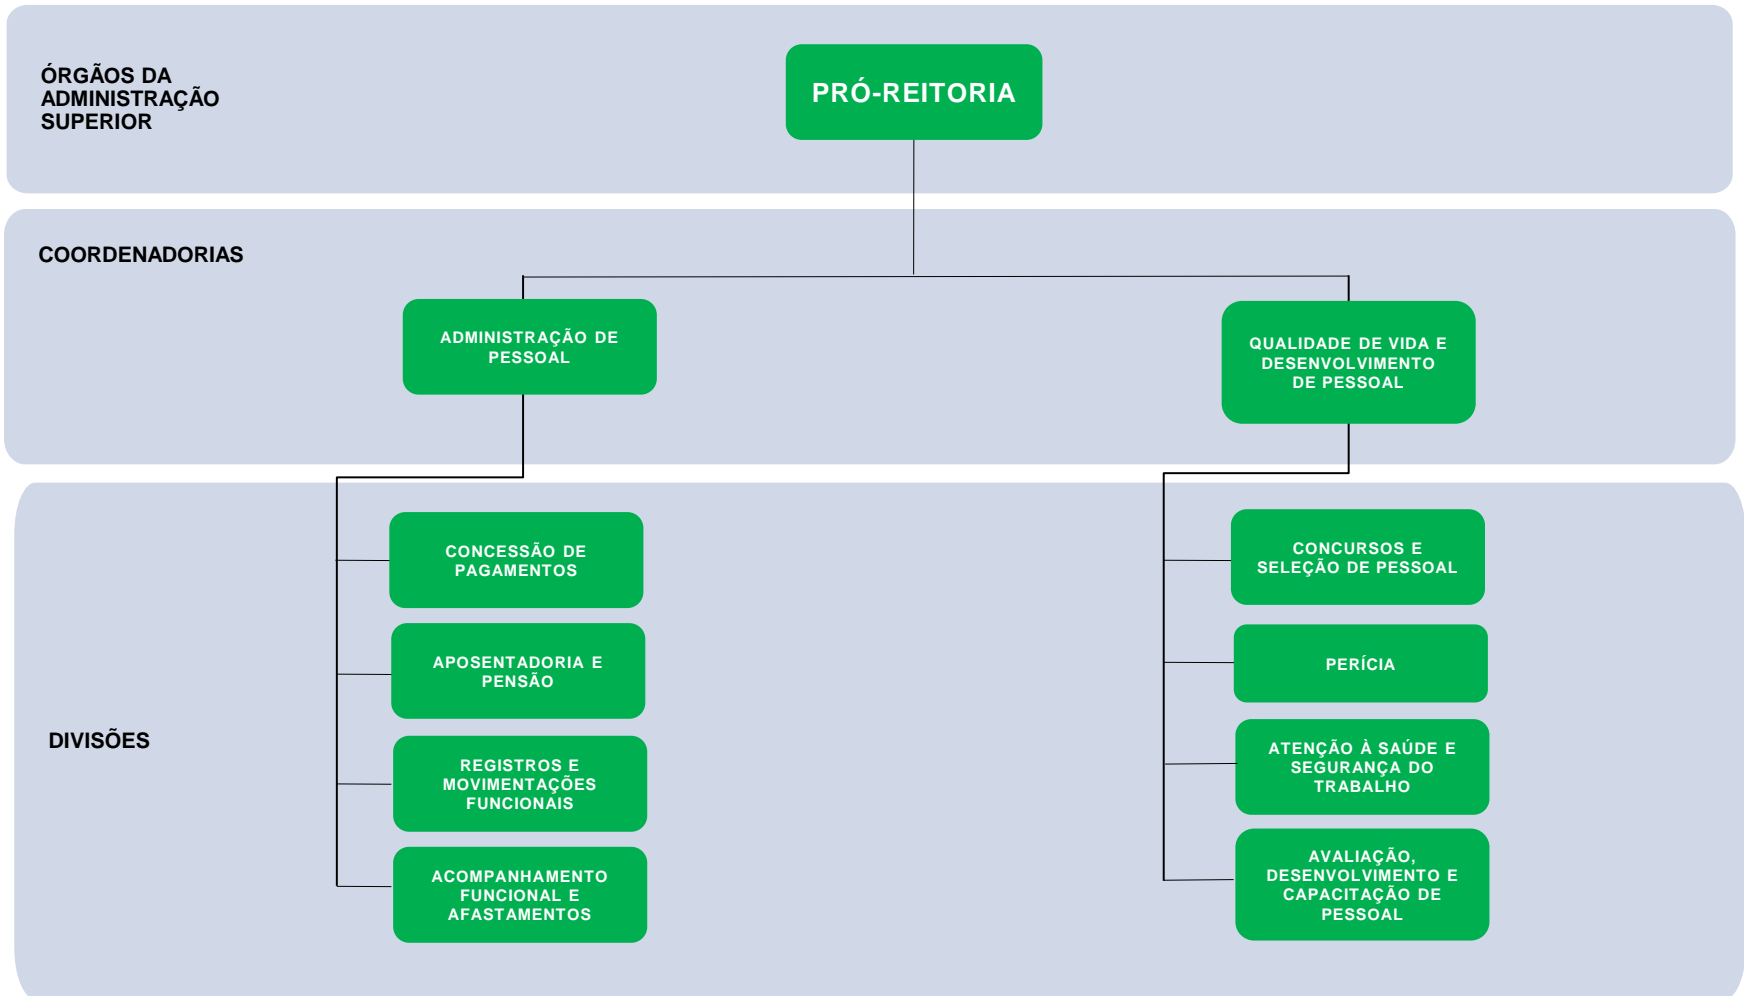 ÓRGÃOS DA
ADMINISTRAÇÃO
SUPERIOR
PRÓ-REITORIA
COORDENADORIAS
ADMINISTRAÇÃO DE
PESSOAL
QUALIDADE DE VIDA E
DESENVOLVIMENTO
DE PESSOAL
DIVISÕES
CONCESSÃO DE
PAGAMENTOS
APOSENTADORIA E
PENSÃO
REGISTROS E
MOVIMENTAÇÕES
FUNCIONAIS
ACOMPANHAMENTO
FUNCIONAL E
AFASTAMENTOS
CONCURSOS E
SELEÇÃO DE PESSOAL
PERÍCIA
ATENÇÃO À SAÚDE E
SEGURANÇA DO
TRABALHO
AVALIAÇÃO,
DESENVOLVIMENTO E
CAPACITAÇÃO DE
PESSOAL